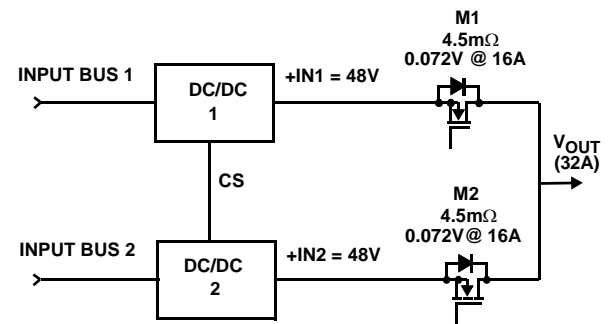 M1
4.5mΩ
0.072V @ 16A
INPUT BUS 1
DC/DC
1
+IN1 = 48V
VOUT
(32A)
CS
M2
4.5mΩ
0.072V @ 16A
INPUT BUS 2
DC/DC
2
+IN2 = 48V